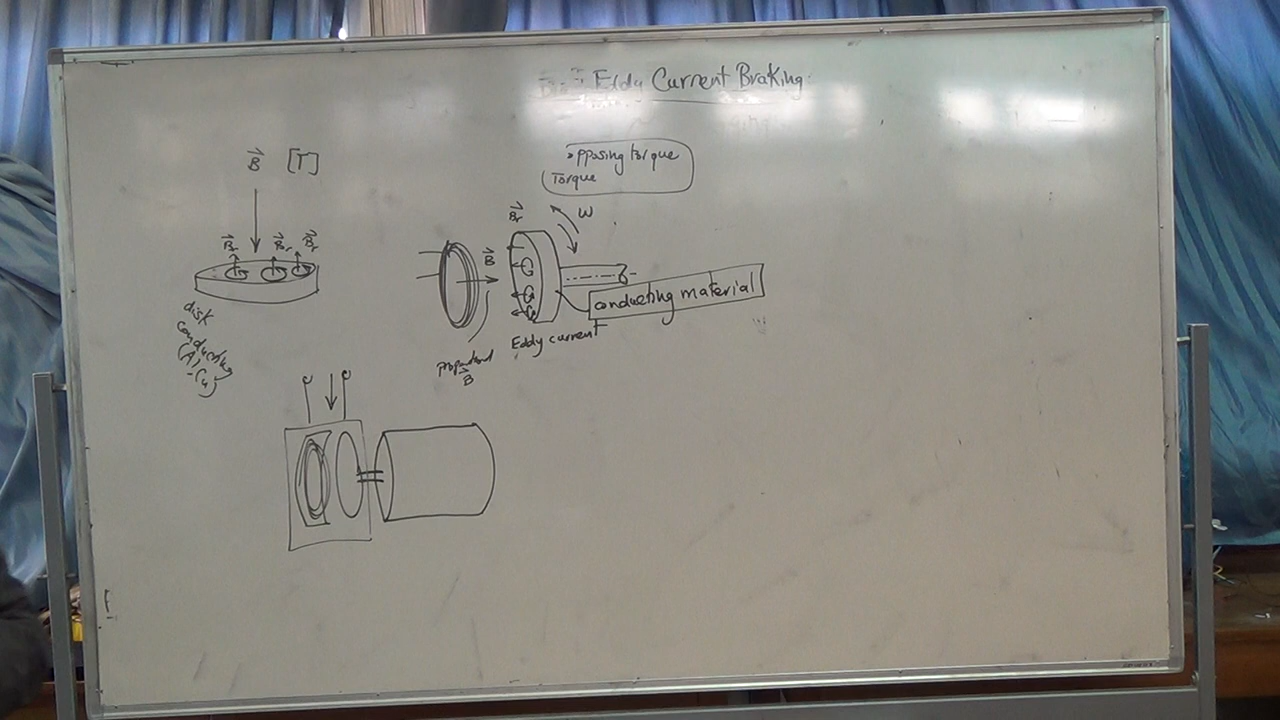 Eddy Current Braking
B [T]
opposing torque
Torque
Br
Br
Br
Br
ω
B
conducting material
Eddy current
B
disk
conducting